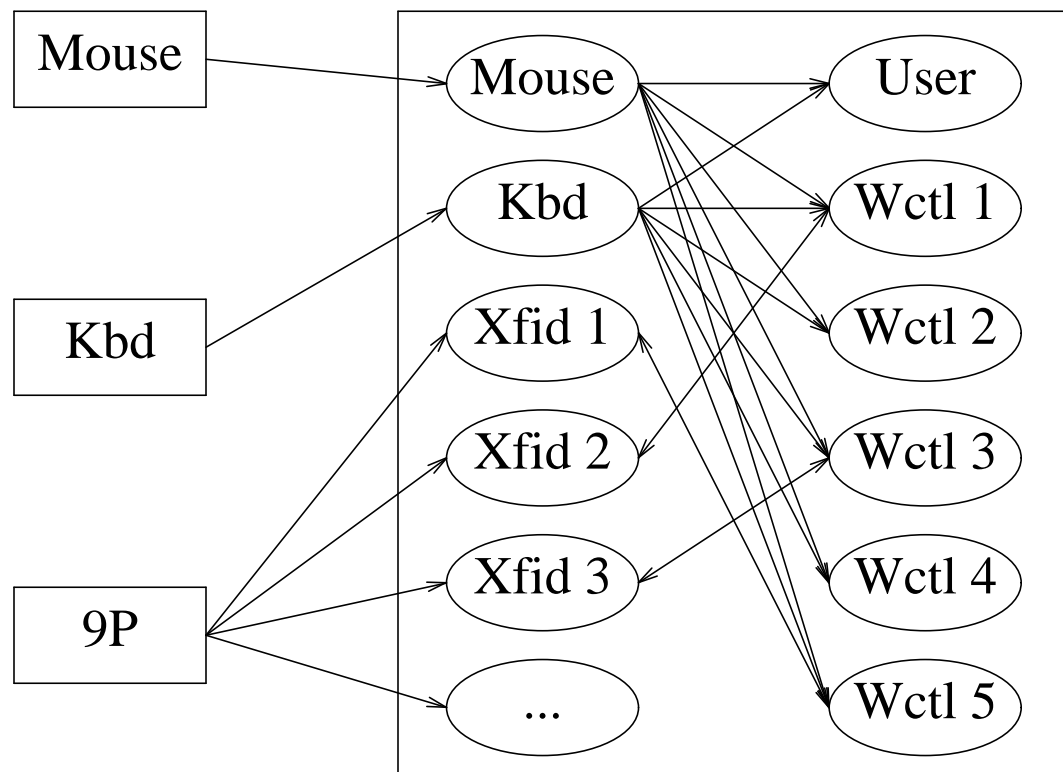 Mouse
Kbd
9P
Mouse
Kbd
Xfid 1
Xfid 2
Xfid 3
...
User
Wctl 1
Wctl 2
Wctl 3
Wctl 4
Wctl 5